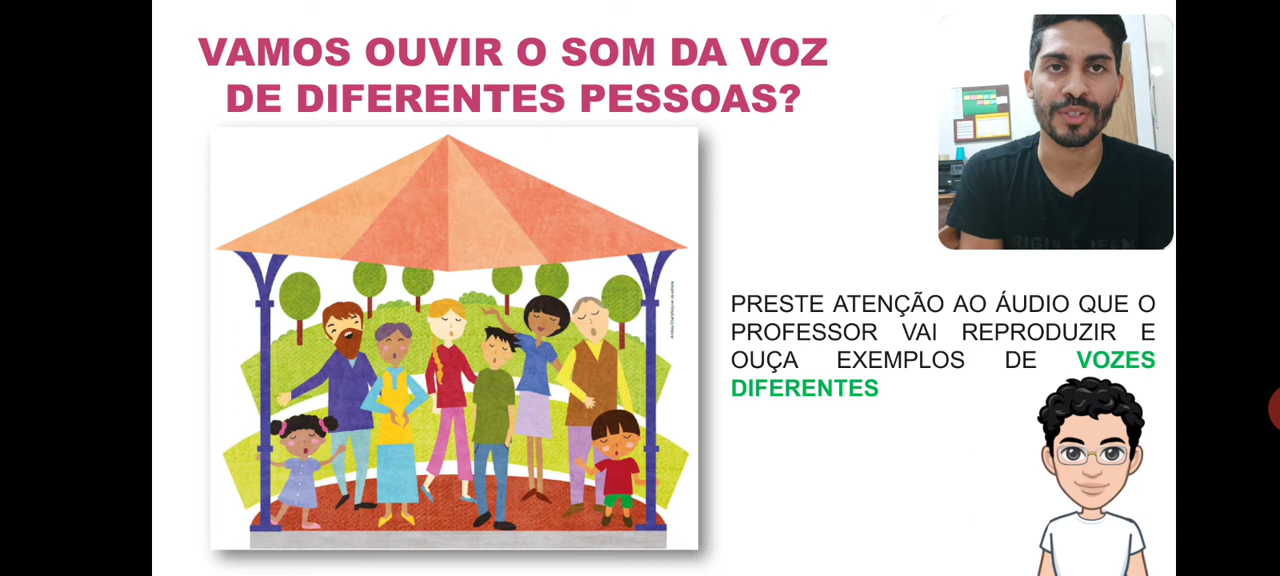 VAMOS OUVIR O SOM DA VOZ
DE DIFERENTES PESSOAS?
PRESTE ATENÇÃO AO ÁUDIO QUE O
PROFESSOR VAI REPRODUZIR E
OUÇA EXEMPLOS DE VOZES
DIFERENTES